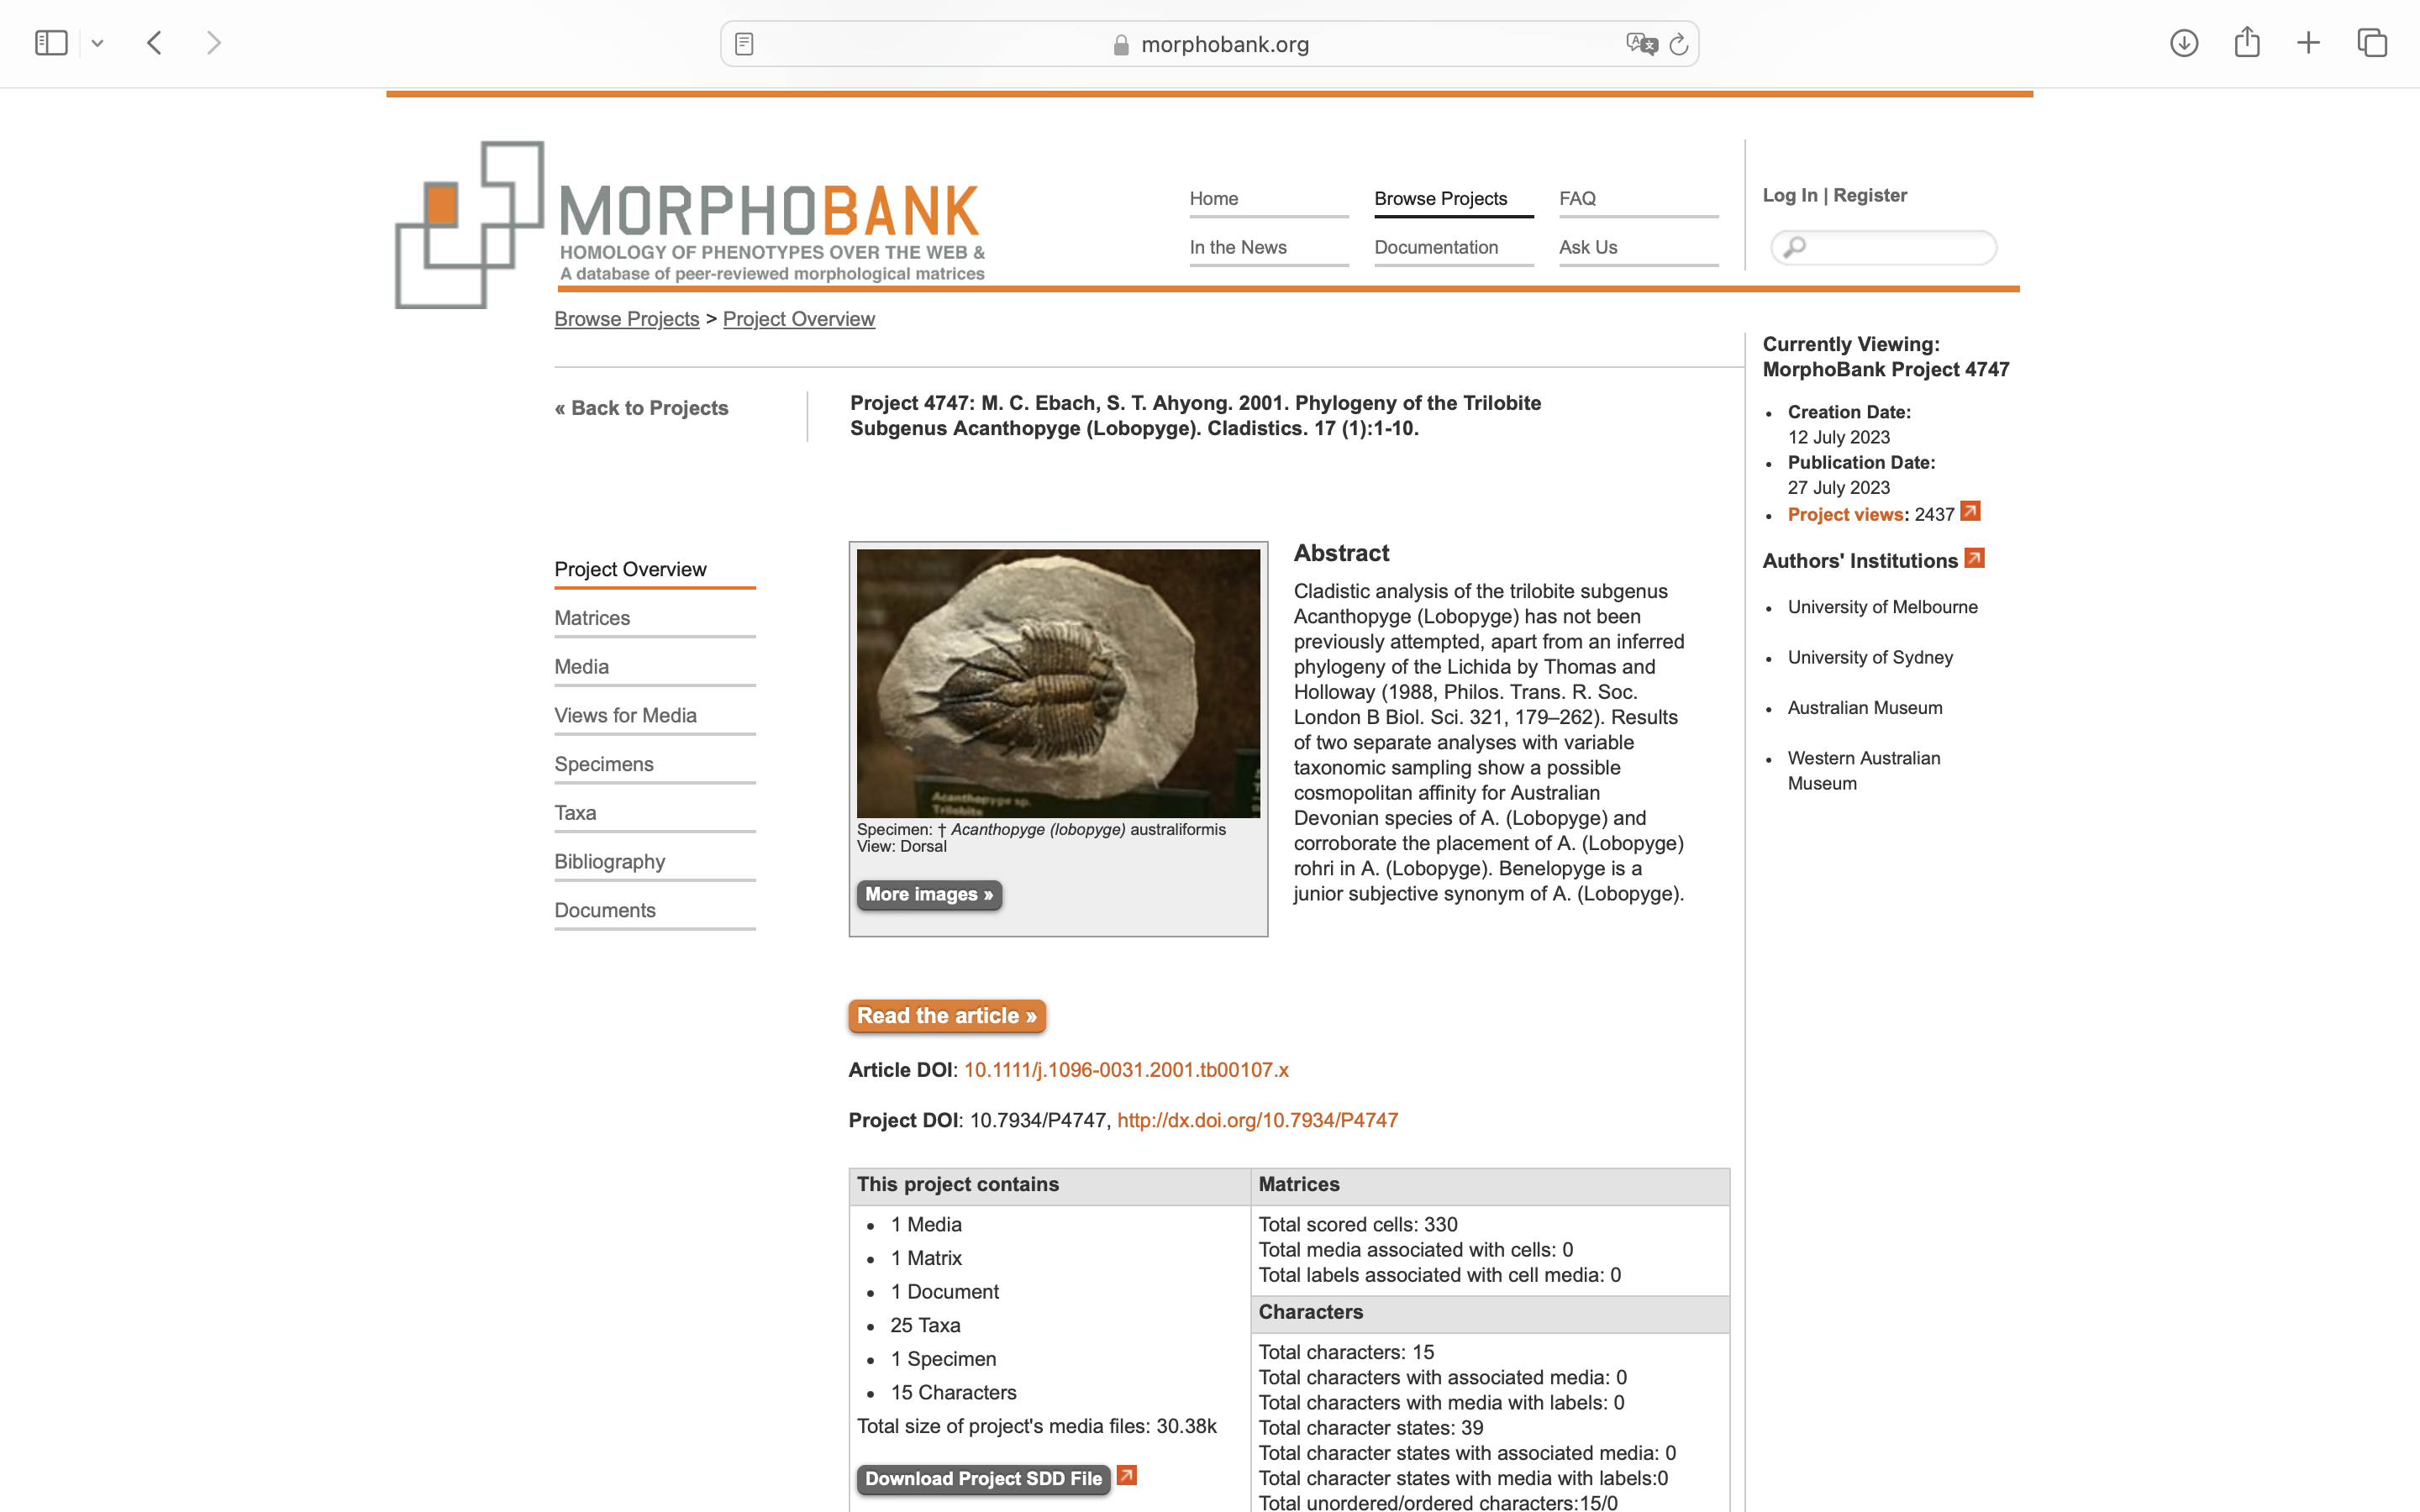 morphobank.org
MORPHOBANK
HOMOLOGY OF PHENOTYPES OVER THE WEB &
A database of peer-reviewed morphological matrices
Home
Browse Projects
FAQ
In the News
Documentation
Ask Us
Log In | Register
Browse Projects > Project Overview
« Back to Projects
Project 4747: M. C. Ebach, S. T. Ahyong. 2001. Phylogeny of the Trilobite
Subgenus Acanthopyge (Lobopyge). Cladistics. 17 (1):1-10.
Project Overview
Matrices
Media
Views for Media
Specimens
Taxa
Bibliography
Documents
Acanthopyge sp.
Trilobite
Specimen: † Acanthopyge (lobopyge) australiformis
View: Dorsal
More images »
Abstract
Cladistic analysis of the trilobite subgenus
Acanthopyge (Lobopyge) has not been
previously attempted, apart from an inferred
phylogeny of the Lichida by Thomas and
Holloway (1988, Philos. Trans. R. Soc.
London B Biol. Sci. 321, 179–262). Results
of two separate analyses with variable
taxonomic sampling show a possible
cosmopolitan affinity for Australian
Devonian species of A. (Lobopyge) and
corroborate the placement of A. (Lobopyge)
rohri in A. (Lobopyge). Benelopyge is a
junior subjective synonym of A. (Lobopyge).
Read the article »
Article DOI: 10.1111/j.1096-0031.2001.tb00107.x
Project DOI: 10.7934/P4747, http://dx.doi.org/10.7934/P4747
This project contains
• 1 Media
• 1 Matrix
• 1 Document
• 25 Taxa
• 1 Specimen
• 15 Characters
Total size of project's media files: 30.38k
Download Project SDD File
Matrices
Total scored cells: 330
Total media associated with cells: 0
Total labels associated with cell media: 0
Characters
Total characters: 15
Total characters with associated media: 0
Total characters with media with labels: 0
Total character states: 39
Total character states with associated media: 0
Total character states with media with labels:0
Total unordered/ordered characters:15/0
Currently Viewing:
MorphoBank Project 4747
• Creation Date:
12 July 2023
• Publication Date:
27 July 2023
• Project views: 2437
Authors' Institutions
• University of Melbourne
• University of Sydney
• Australian Museum
• Western Australian
Museum